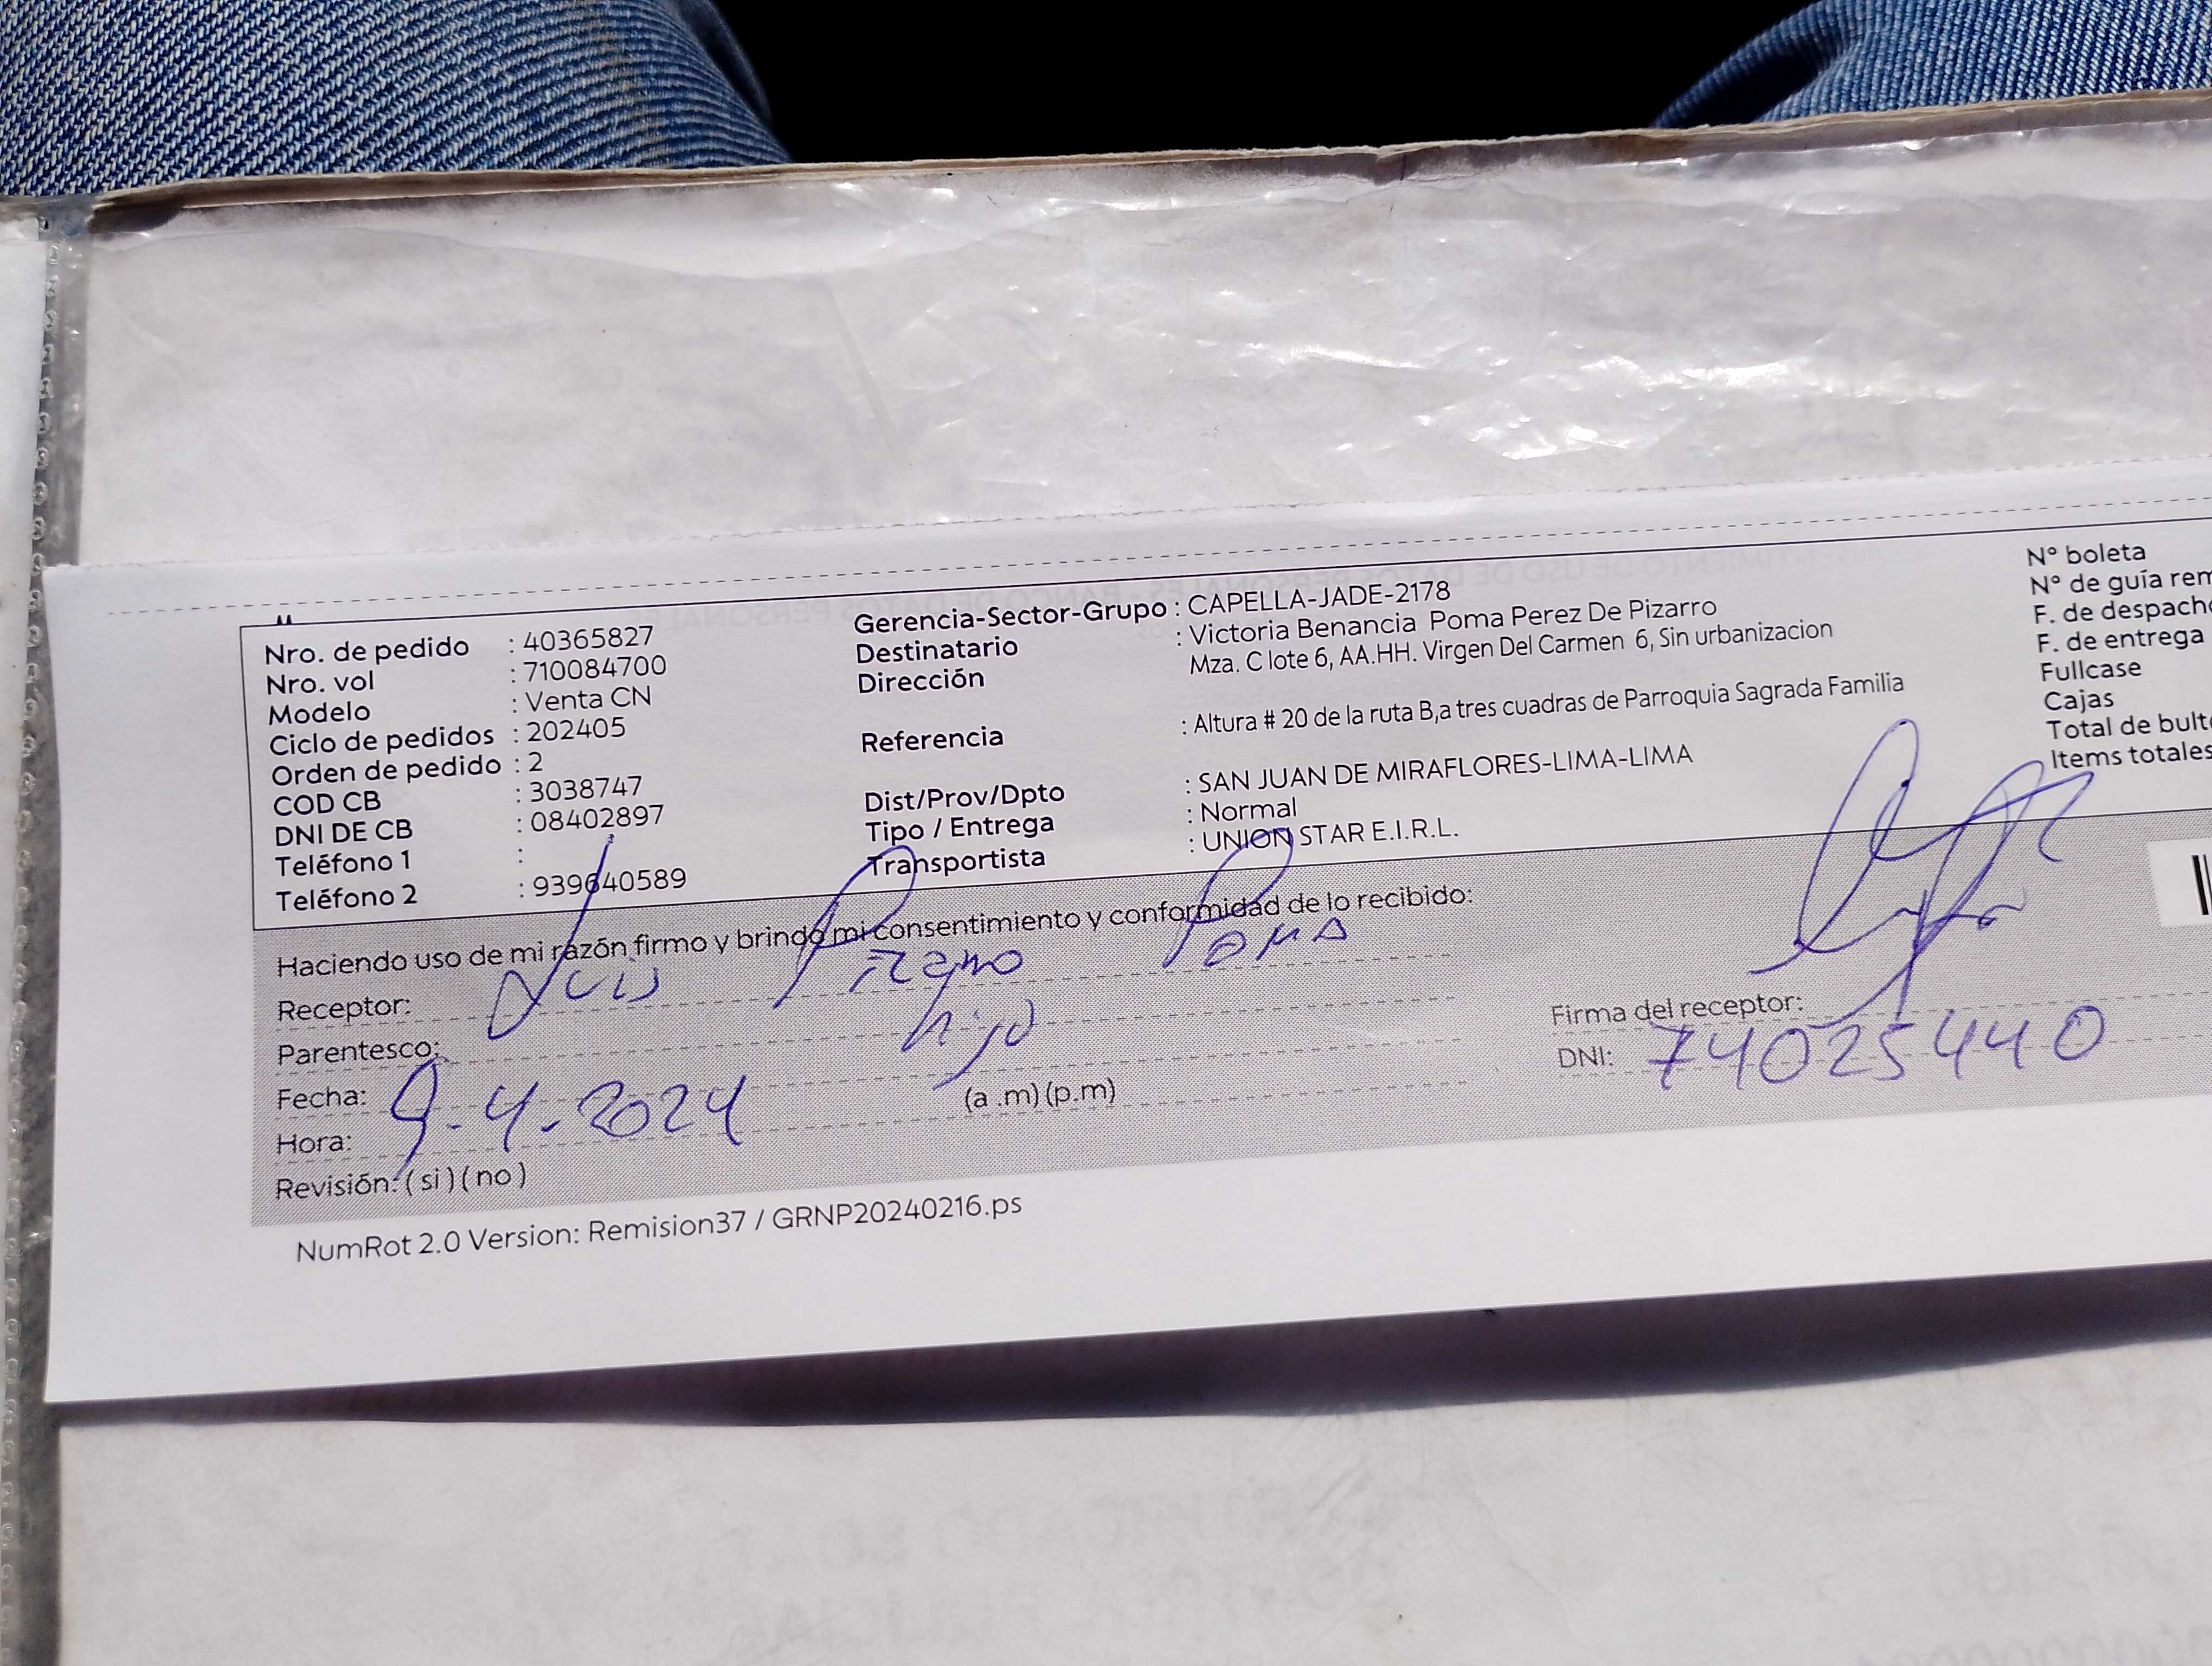 Nro. de pedido : 40365827
Nro. vol : 710084700
Modelo : Venta CN
Ciclo de pedidos : 202405
Orden de pedido : 2
COD CB : 3038747
DNI DE CB : 08402897
Teléfono 1 :
Teléfono 2 : 939640589
Gerencia-Sector-Grupo : CAPELLA-JADE-2178
Destinatario : Victoria Benancia Poma Perez De Pizarro
Dirección Mza. C lote 6, AA.HH. Virgen Del Carmen 6, Sin urbanizacion
Referencia : Altura # 20 de la ruta B,a tres cuadras de Parroquia Sagrada Familia
Dist/Prov/Dpto : SAN JUAN DE MIRAFLORES-LIMA-LIMA
Tipo / Entrega : Normal
Transportista : UNION STAR E.I.R.L.
N° boleta
N° de guía rem
F. de despacho
F. de entrega
Fullcase
Cajas
Total de bult
Items totales
Haciendo uso de mi razón firmo y brindo mi consentimiento y conformidad de lo recibido:
Receptor: Luis Poma
Parentesco: hijo
Fecha: 9-4-2024
Hora: (a .m) (p.m)
Revisión: ( si ) ( no )
Firma del receptor:
DNI: 74025440
NumRot 2.0 Version: Remision37 / GRNP20240216.ps